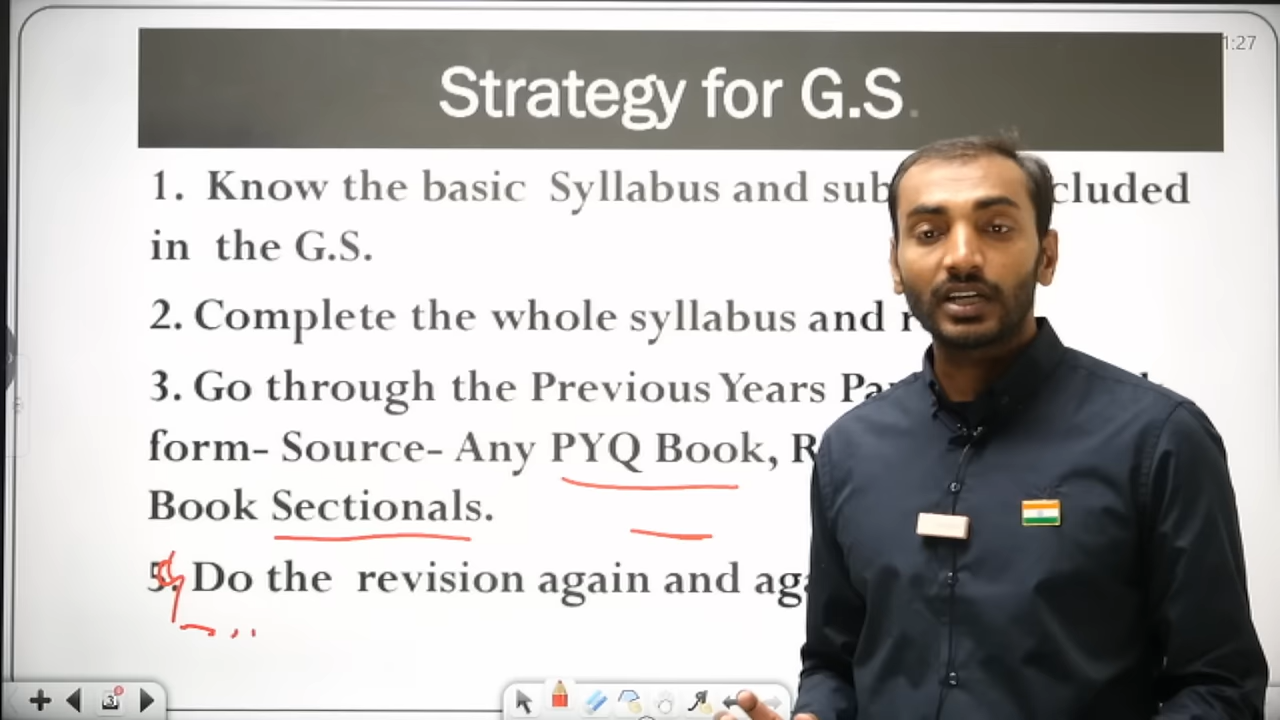 1:27
Strategy for G.S.
1. Know the basic Syllabus and sub cluded
in the G.S.
2. Complete the whole syllabus and r
3. Go through the Previous Years Pa
form- Source- Any PYQ Book, R
Book Sectionals.
5. Do the revision again and aga